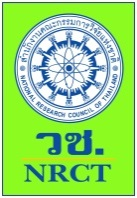 สำนักงานคณะกรรมการวิจัยแห่งชาติ
NATIONAL RESEARCH COUNCIL OF THAILAND
วช.
NRCT